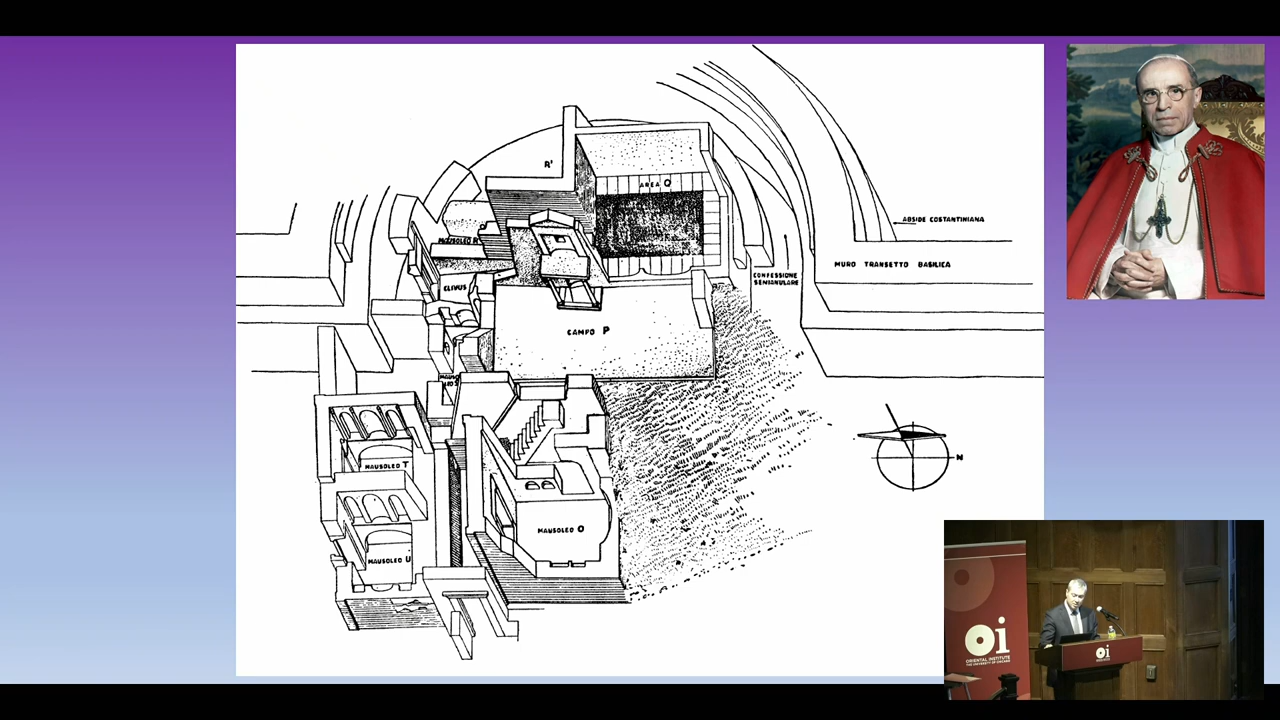 R'
AREA Q
ABSIDE COSTANTINIANA
MAUSOLEO R
MURO TRANSETTO BASILICA
CONFESSIONE
SEMIANULARE
CLIVUS
CAMPO P
N
MAUSOLEO T
MAUSOLEO O
MAUSOLEO U
oi
ORIENTAL INSTITUTE
THE UNIVERSITY OF CHICAGO
oi